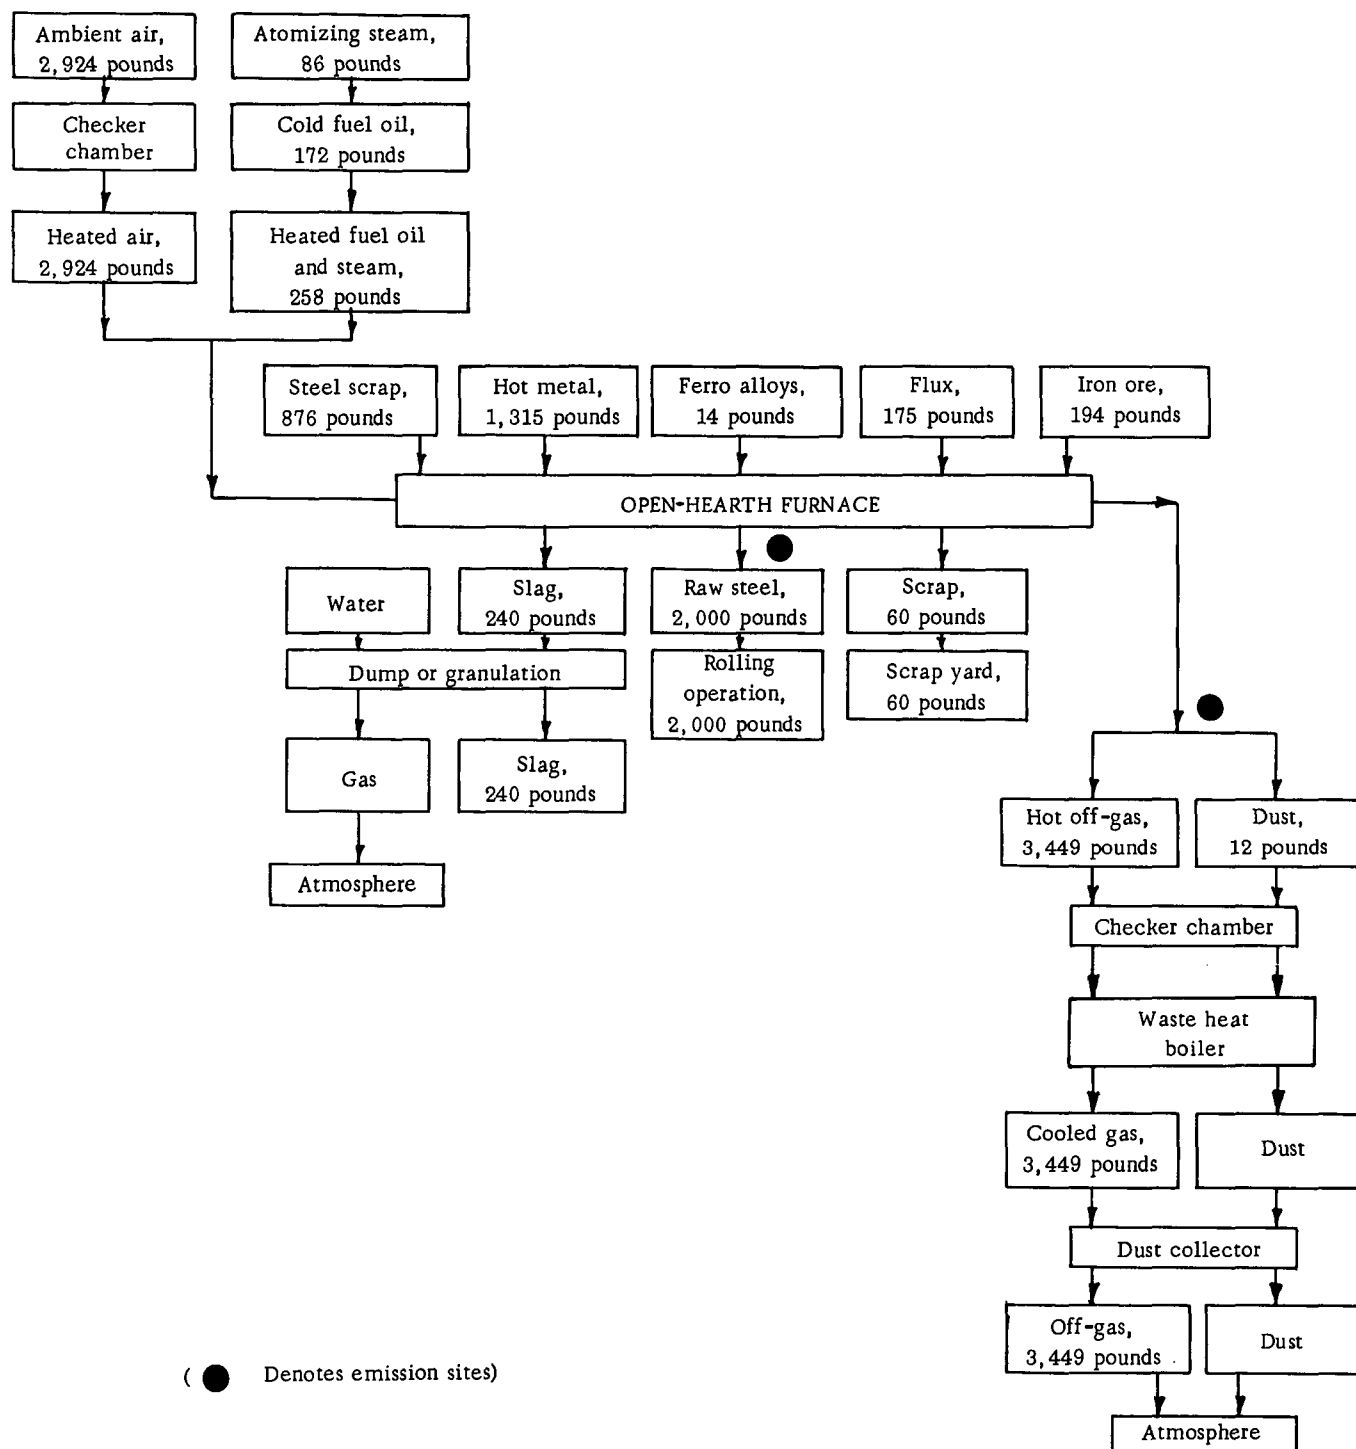 Ambient air,
2,924 pounds
Atomizing steam,
86 pounds
Checker
chamber
Cold fuel oil,
172 pounds
Heated air,
2,924 pounds
Heated fuel oil
and steam,
258 pounds
Steel scrap,
876 pounds
Hot metal,
1,315 pounds
Ferro alloys,
14 pounds
Flux,
175 pounds
Iron ore,
194 pounds
OPEN-HEARTH FURNACE
Water
Slag,
240 pounds
Raw steel,
2,000 pounds
Scrap,
60 pounds
Dump or granulation
Rolling
operation,
2,000 pounds
Scrap yard,
60 pounds
Gas
Slag,
240 pounds
Atmosphere
Hot off-gas,
3,449 pounds
Dust,
12 pounds
Checker chamber
Waste heat
boiler
Cooled gas,
3,449 pounds
Dust
Dust collector
Off-gas,
3,449 pounds
Dust
Atmosphere
( ● Denotes emission sites)